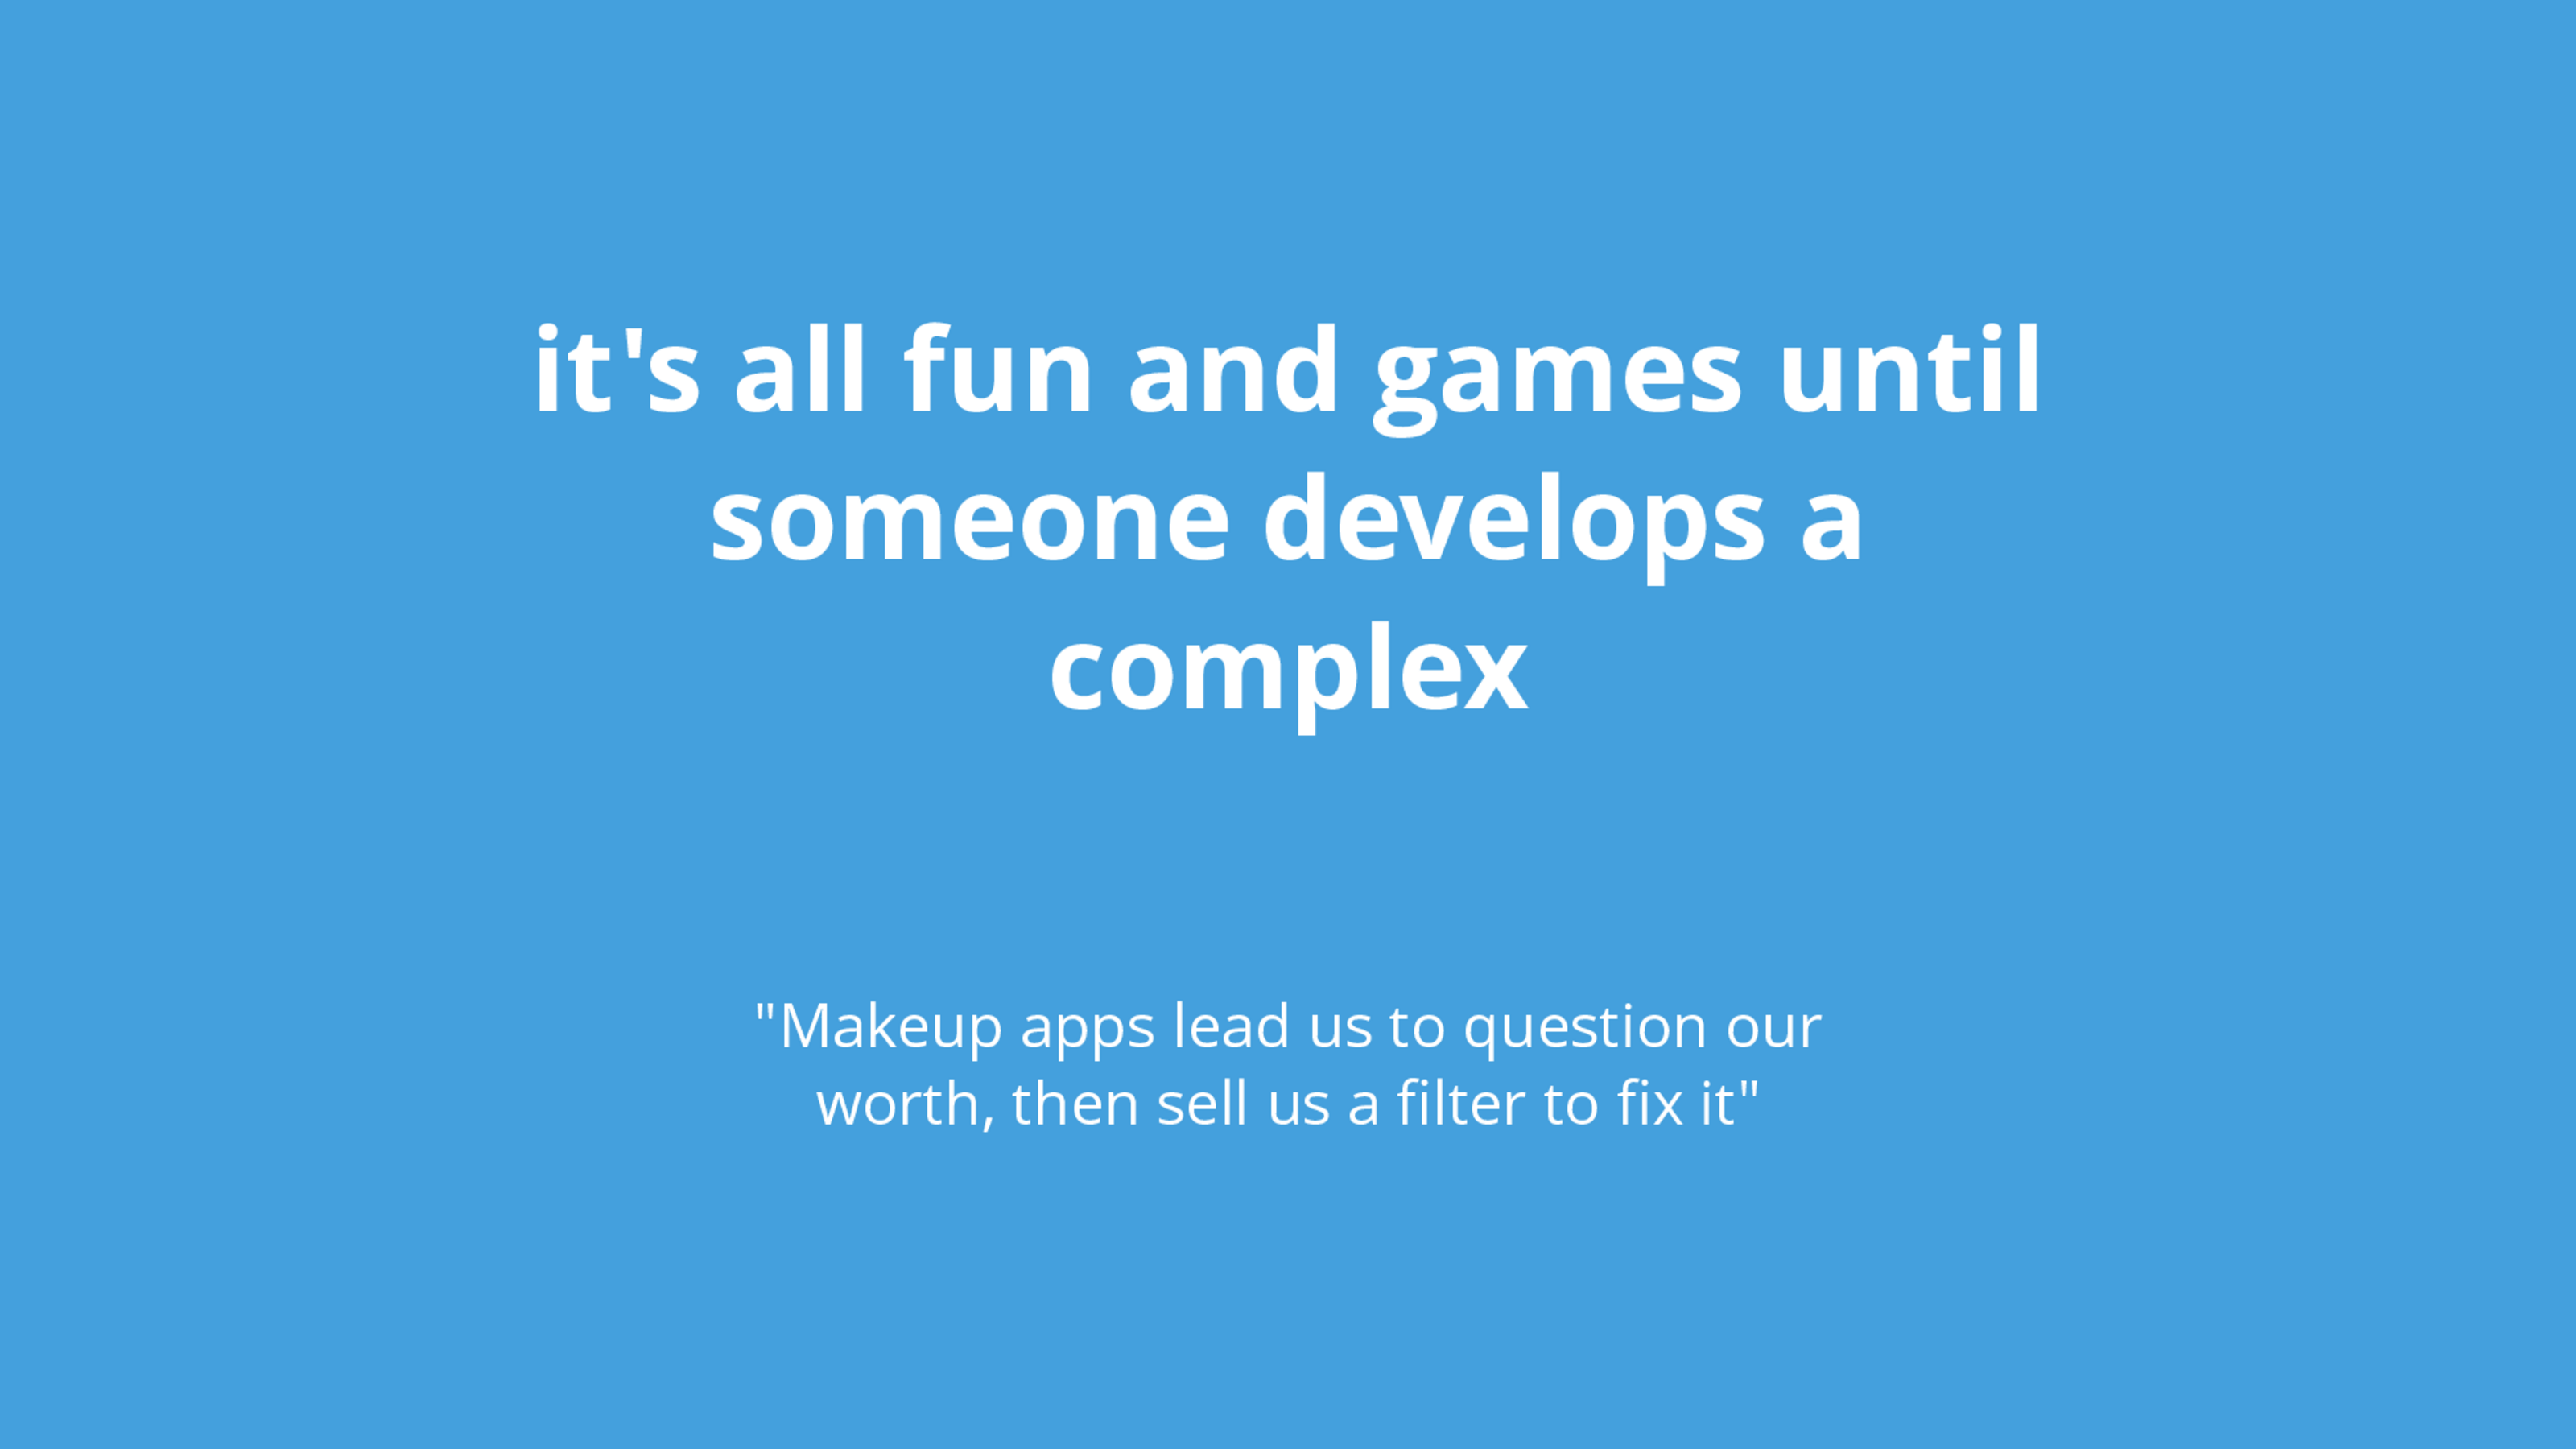 it's all fun and games until
someone develops a
complex
"Makeup apps lead us to question our
worth, then sell us a filter to fix it"